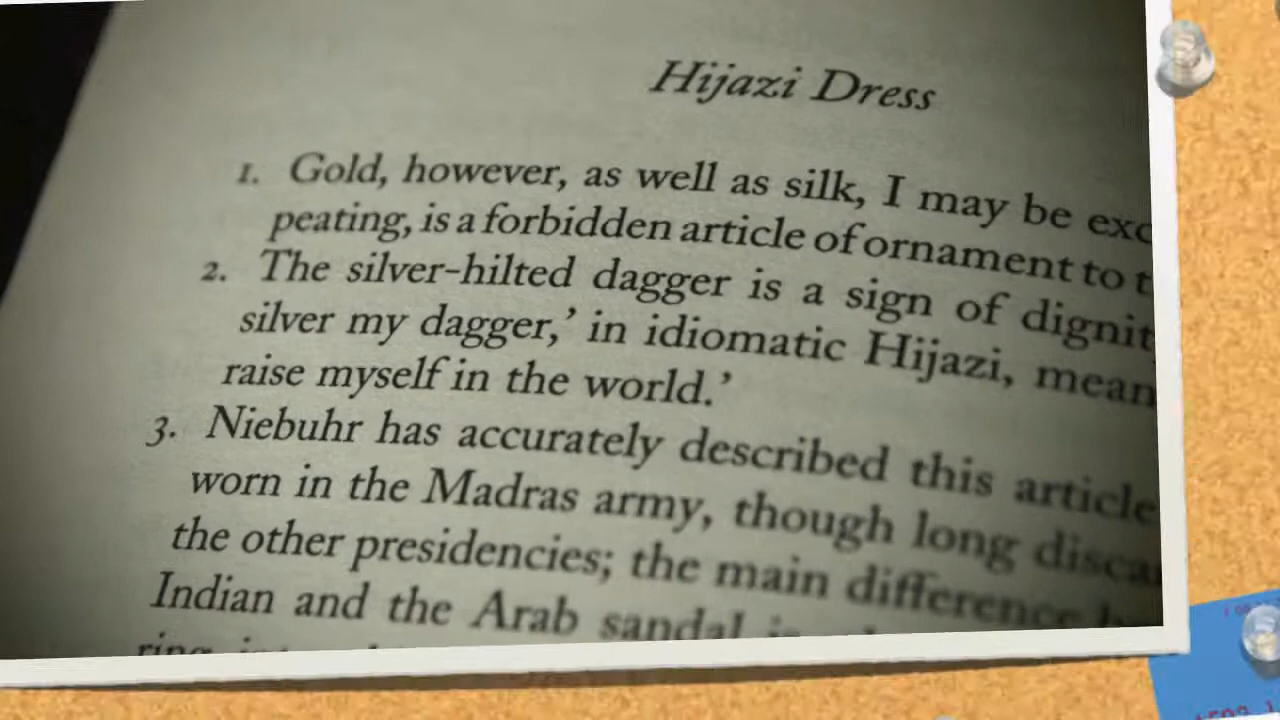 Hijazi Dress
1. Gold, however, as well as silk, I may be exc
peating, is a forbidden article of ornament to t
2. The silver-hilted dagger is a sign of dignit
silver my dagger,’ in idiomatic Hijazi, mean
raise myself in the world.’
3. Niebuhr has accurately described this article
worn in the Madras army, though long disca
the other presidencies; the main difference b
Indian and the Arab sandal